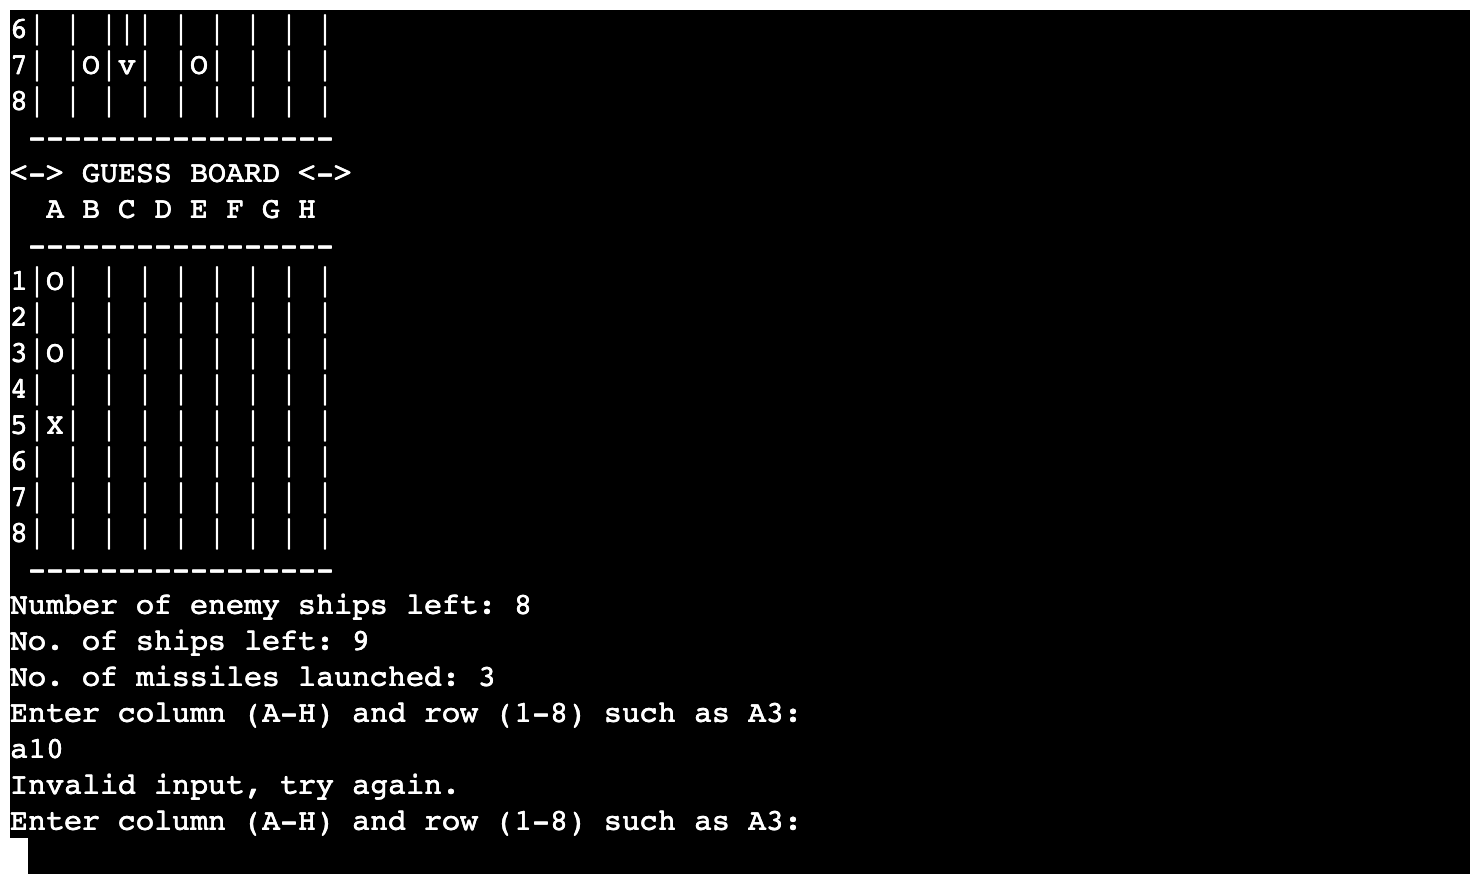 6| | ||| | | | | |
7| |O|v| |O| | | |
8| | | | | | | | |
 -----------------
<-> GUESS BOARD <->
  A B C D E F G H
 -----------------
1|O| | | | | | | |
2| | | | | | | | |
3|O| | | | | | | |
4| | | | | | | | |
5|X| | | | | | | |
6| | | | | | | | |
7| | | | | | | | |
8| | | | | | | | |
 -----------------
Number of enemy ships left: 8
No. of ships left: 9
No. of missiles launched: 3
Enter column (A-H) and row (1-8) such as A3:
a10
Invalid input, try again.
Enter column (A-H) and row (1-8) such as A3: